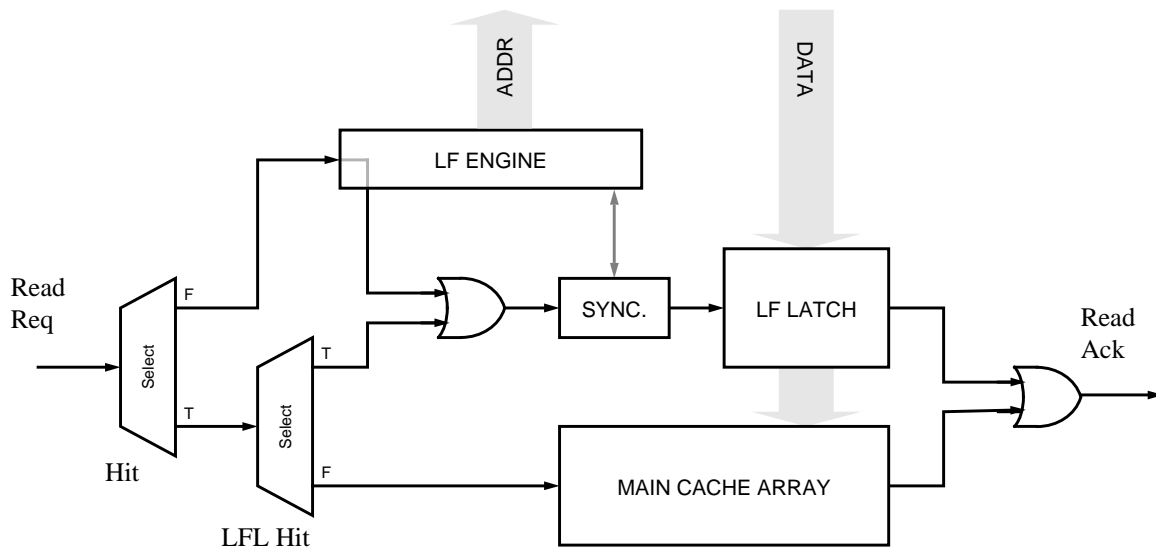 ADDR
DATA
LF ENGINE
Read
Req
F
Select
T
Hit
T
Select
F
LFL Hit
SYNC.
LF LATCH
MAIN CACHE ARRAY
Read
Ack